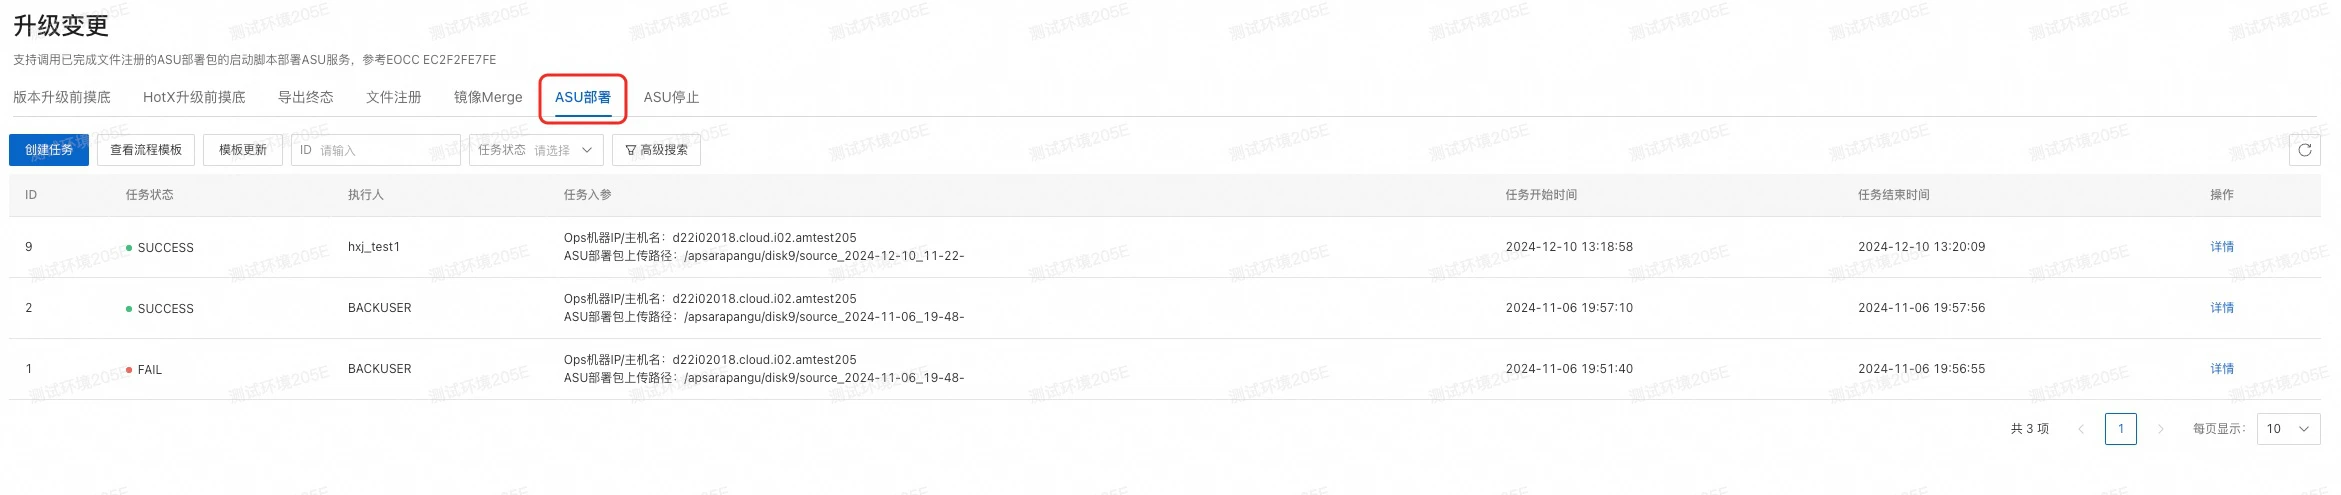 升级变更
支持调用已完成文件注册的ASU部署包的启动脚本部署ASU服务，参考EOCC EC2F2FE7FE
版本升级前摸底 HotX升级前摸底 导出终态 文件注册 镜像Merge ASU部署 ASU停止
创建任务 查看流程模板 模板更新 ID 请输入 任务状态 请选择 高级搜索
ID 任务状态 执行人 任务入参 任务开始时间 任务结束时间 操作
9 SUCCESS hxj_test1 Ops机器IP/主机名：d22i02018.cloud.i02.amtest205 2024-12-10 13:18:58 2024-12-10 13:20:09 详情
ASU部署包上传路径：/apsarapangu/disk9/source_2024-12-10_11-22-
2 SUCCESS BACKUSER Ops机器IP/主机名：d22i02018.cloud.i02.amtest205 2024-11-06 19:57:10 2024-11-06 19:57:56 详情
ASU部署包上传路径：/apsarapangu/disk9/source_2024-11-06_19-48-
1 FAIL BACKUSER Ops机器IP/主机名：d22i02018.cloud.i02.amtest205 2024-11-06 19:51:40 2024-11-06 19:56:55 详情
ASU部署包上传路径：/apsarapangu/disk9/source_2024-11-06_19-48-
共 3 项 1 每页显示： 10
测试环境205E